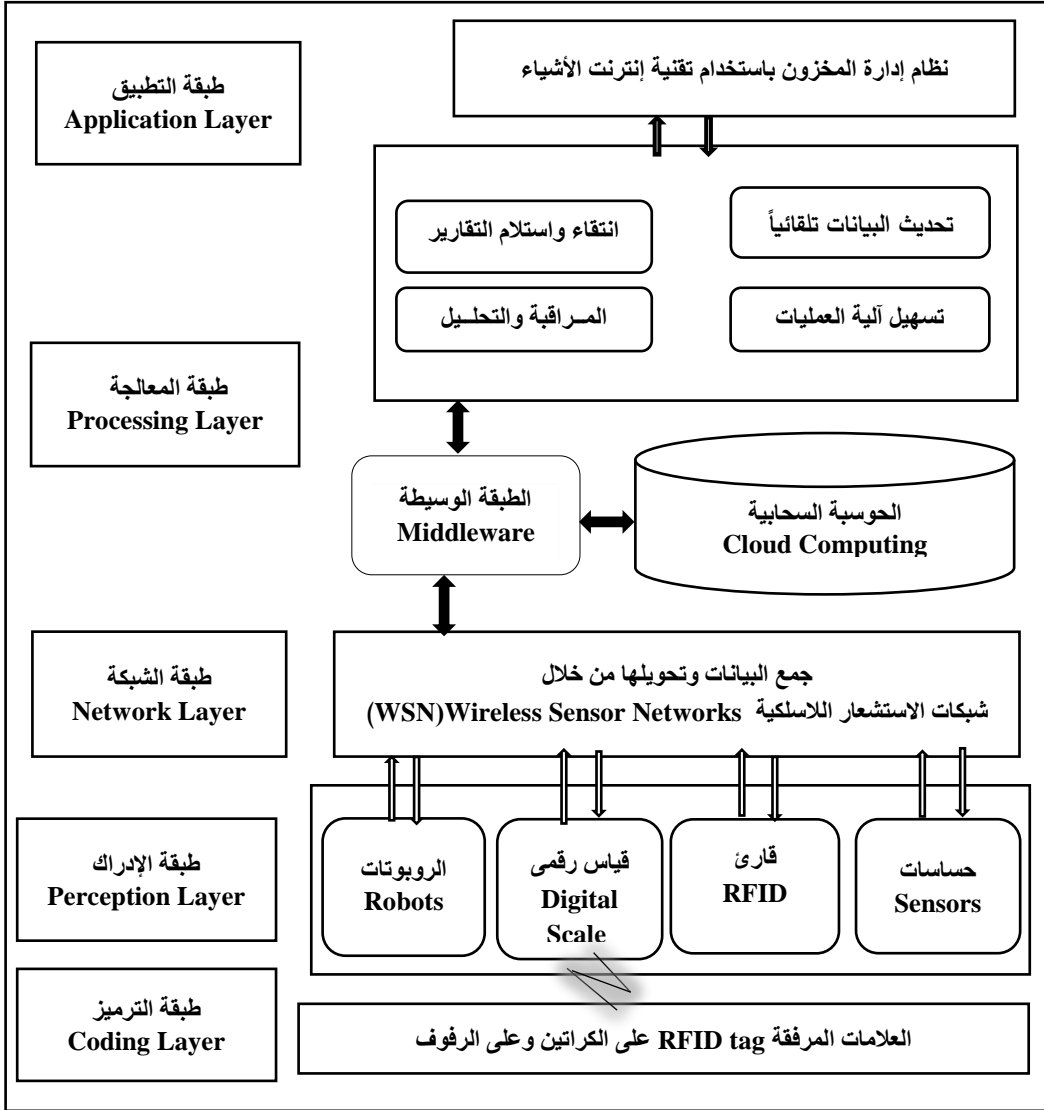 نظام إدارة المخزون باستخدام تقنية إنترنت الأشياء
طبقة التطبيق
Application Layer
تحديث البيانات تلقائياً
انتقاء واستلام التقارير
تسهيل آلية العمليات
المــراقبة والتحلــيل
طبقة المعالجة
Processing Layer
الطبقة الوسيطة
Middleware
الحوسبة السحابية
Cloud Computing
طبقة الشبكة
Network Layer
جمع البيانات وتحويلها من خلال
شبكات الاستشعار اللاسلكية Wireless Sensor Networks(WSN)
طبقة الإدراك
Perception Layer
حساسات
Sensors
قارئ
RFID
قياس رقمى
Digital
Scale
الروبوتات
Robots
طبقة الترميز
Coding Layer
العلامات المرفقة RFID tag على الكراتين وعلى الرفوف